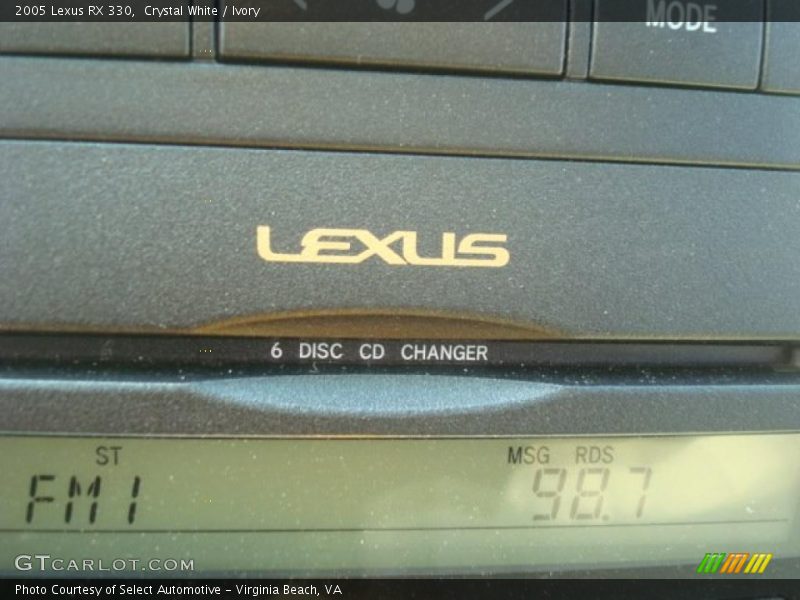 2005 Lexus RX 330, Crystal White / Ivory
MODE
LEXUS
6 DISC CD CHANGER
ST MSG RDS
FM1 98.7
GTCARLOT.COM
Photo Courtesy of Select Automotive - Virginia Beach, VA